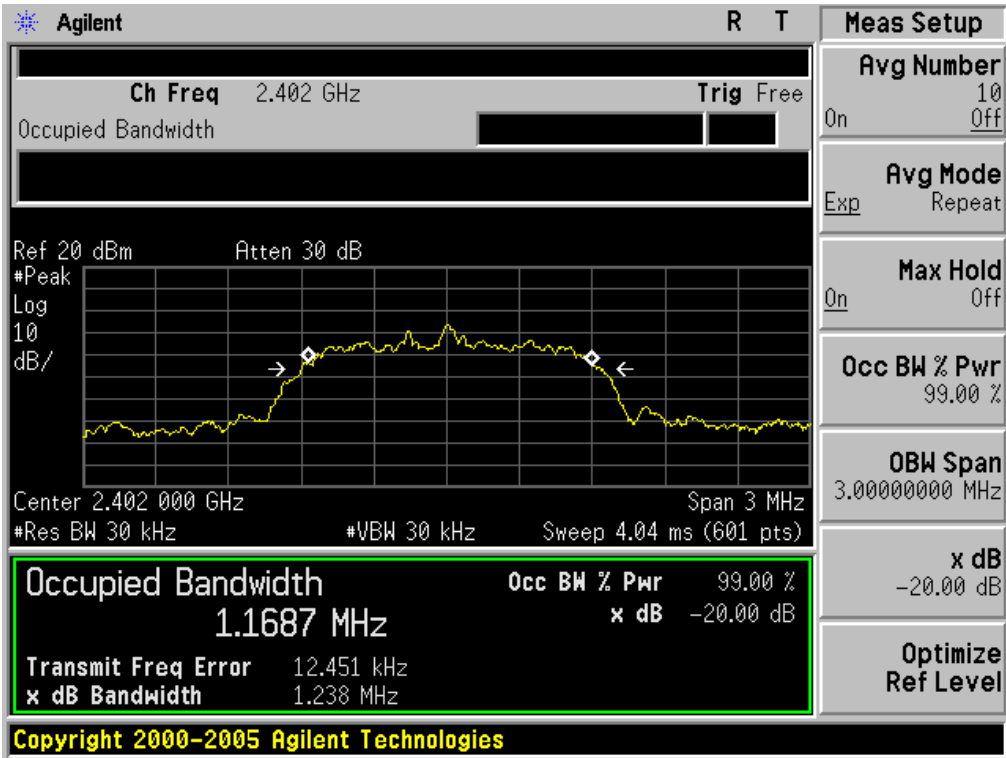 Agilent R T
Ch Freq 2.402 GHz Trig Free
Occupied Bandwidth
Ref 20 dBm Atten 30 dB
#Peak
Log
10
dB/
Center 2.402 000 GHz Span 3 MHz
#Res BW 30 kHz #VBW 30 kHz Sweep 4.04 ms (601 pts)
Occupied Bandwidth Occ BW % Pwr 99.00 %
1.1687 MHz x dB -20.00 dB
Transmit Freq Error 12.451 kHz
x dB Bandwidth 1.238 MHz
Copyright 2000-2005 Agilent Technologies
Meas Setup
Avg Number
10
On Off
Avg Mode
Exp Repeat
Max Hold
On Off
Occ BW % Pwr
99.00 %
OBW Span
3.00000000 MHz
x dB
-20.00 dB
Optimize
Ref Level